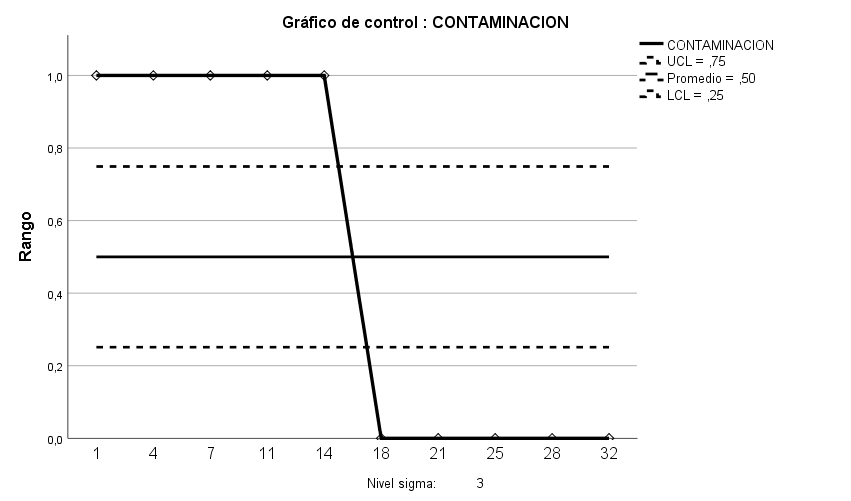 Gráfico de control : CONTAMINACION
CONTAMINACION
UCL = ,75
Promedio = ,50
LCL = ,25
Rango
1,0
0,8
0,6
0,4
0,2
0,0
1 4 7 11 14 18 21 25 28 32
Nivel sigma: 3